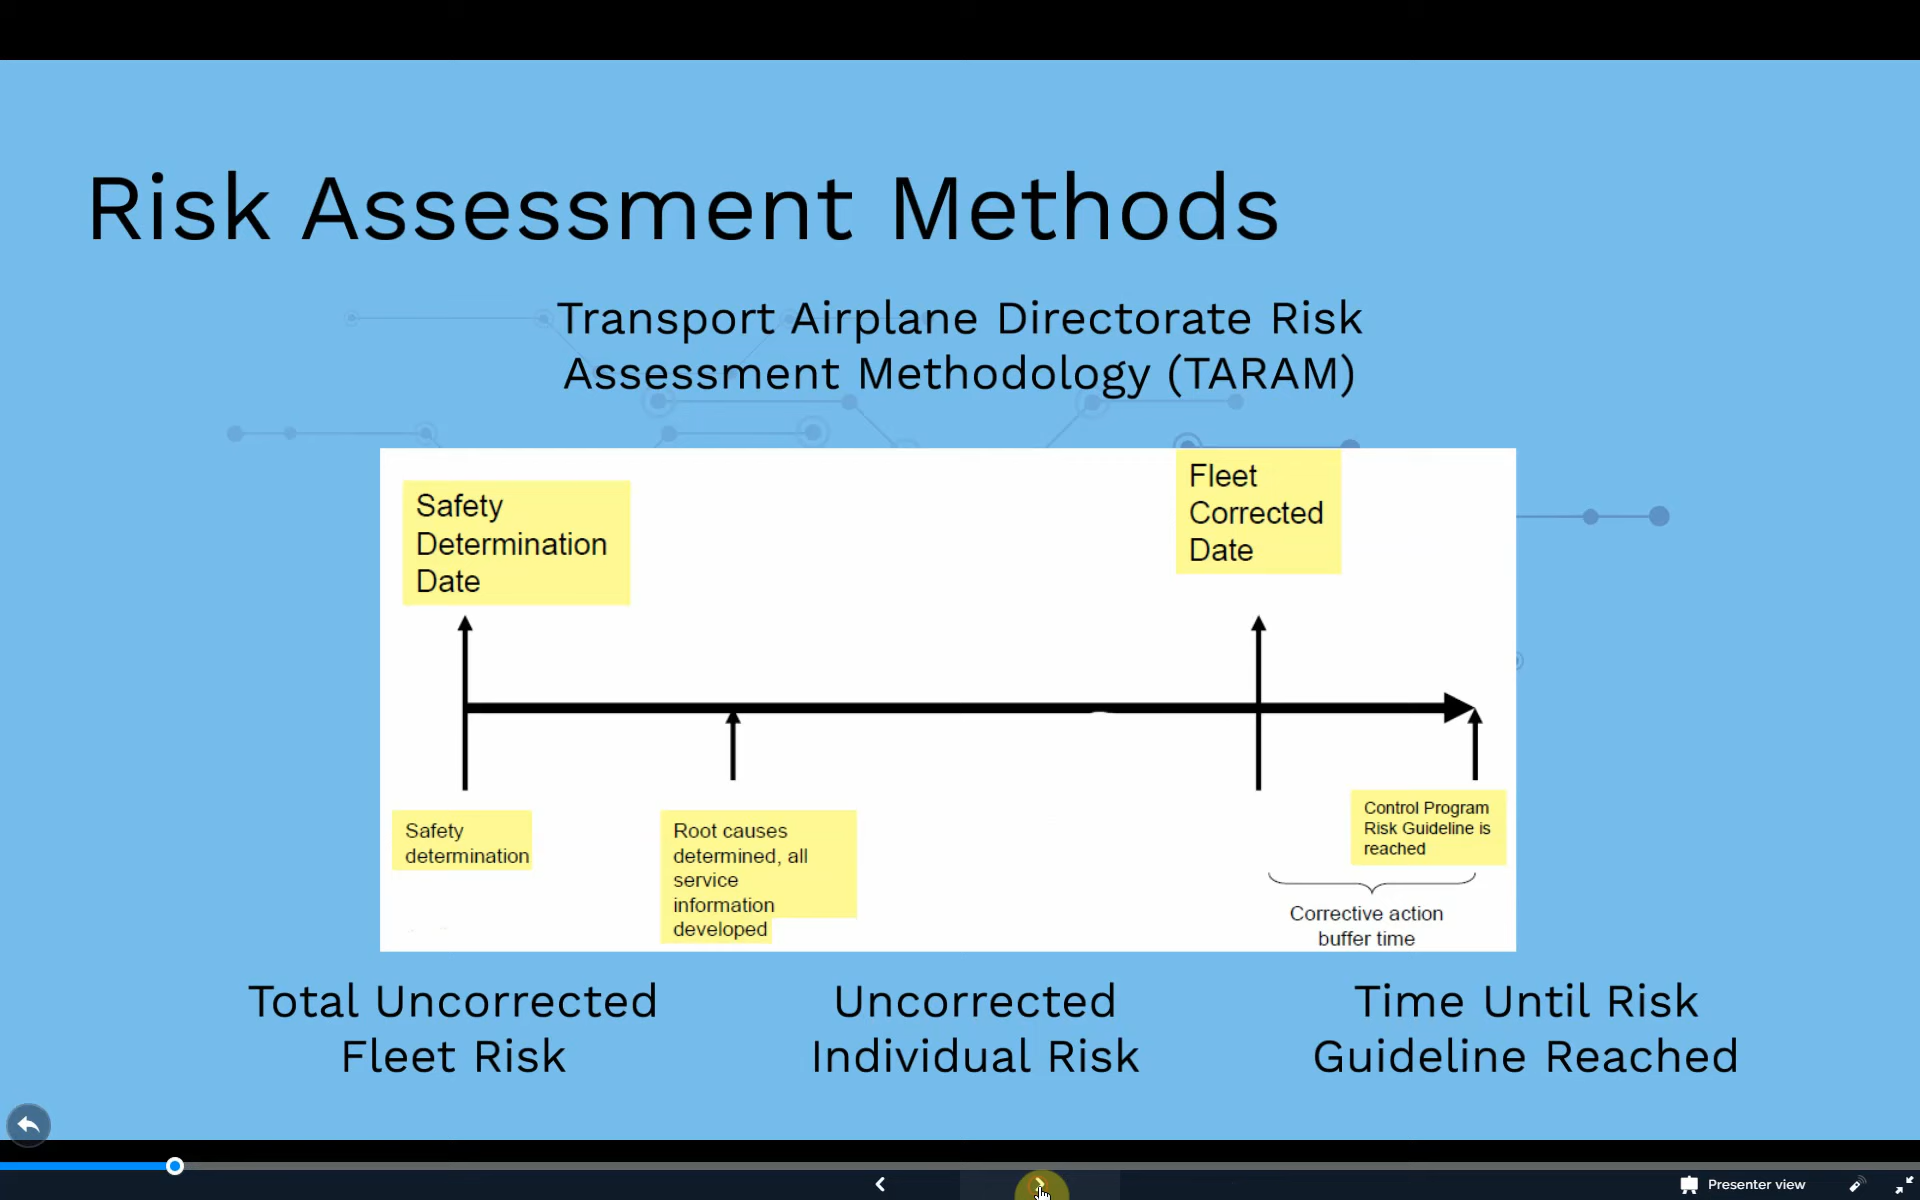 Risk Assessment Methods
Transport Airplane Directorate Risk
Assessment Methodology (TARAM)
Safety
Determination
Date
Fleet
Corrected
Date
Safety
determination
Root causes
determined, all
service
information
developed
Control Program
Risk Guideline is
reached
Corrective action
buffer time
Total Uncorrected
Fleet Risk
Uncorrected
Individual Risk
Time Until Risk
Guideline Reached
Presenter view